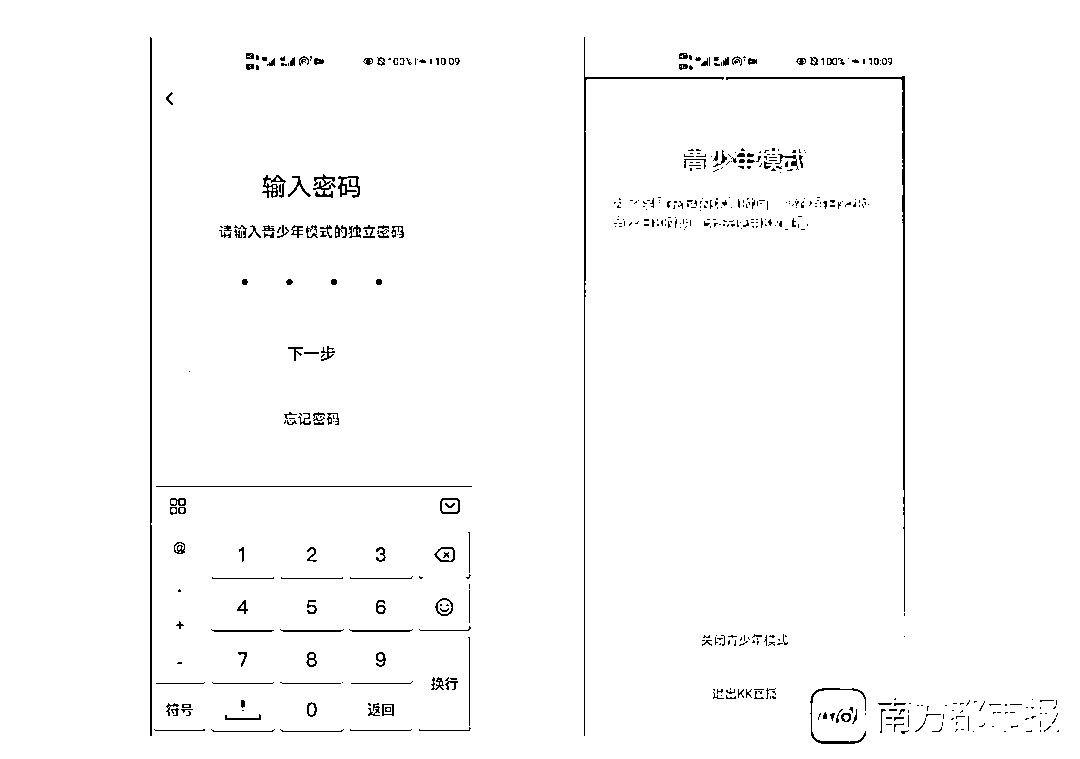 100% 10:09
输入密码
请输入青少年模式的独立密码
下一步
忘记密码
@ 1 2 3
4 5 6
+
- 7 8 9
换行
符号 0 返回
100% 10:09
青少年模式
关闭青少年模式
退出KK直播
南方都市报